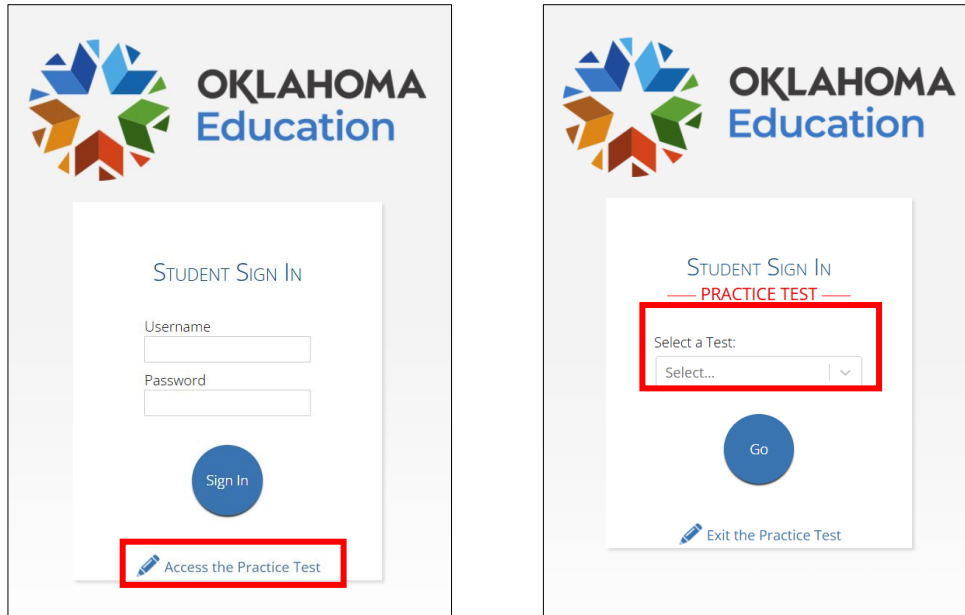 OKLAHOMA
Education
STUDENT SIGN IN
Username
Password
Sign In
Access the Practice Test
OKLAHOMA
Education
STUDENT SIGN IN
PRACTICE TEST
Select a Test:
Select...
Go
Exit the Practice Test